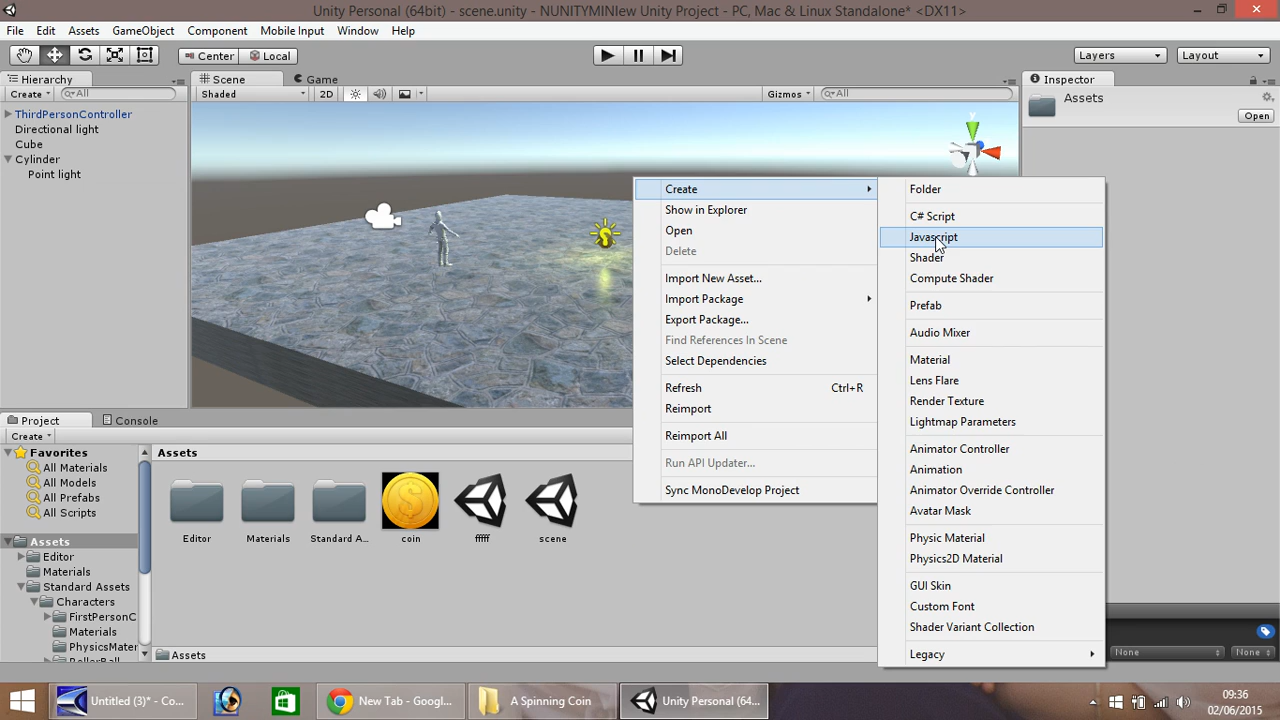 Unity Personal (64bit) - scene.unity - NUNITYMINIew Unity Project - PC, Mac & Linux Standalone* <DX11>
File Edit Assets GameObject Component Mobile Input Window Help
Center Local Layers Layout
Hierarchy
Create All
ThirdPersonController
Directional light
Cube
Cylinder
Point light
Scene Game
Shaded 2D Gizmos All
y
Inspector
Assets
Open
Create
Show in Explorer
Open
Delete
Import New Asset...
Import Package
Export Package...
Find References In Scene
Select Dependencies
Refresh Ctrl+R
Reimport
Reimport All
Run API Updater...
Sync MonoDevelop Project
Folder
C# Script
Javascript
Shader
Compute Shader
Prefab
Audio Mixer
Material
Lens Flare
Render Texture
Lightmap Parameters
Animator Controller
Animation
Animator Override Controller
Avatar Mask
Physic Material
Physics2D Material
GUI Skin
Custom Font
Shader Variant Collection
Legacy
Project Console
Create
Favorites
All Materials
All Models
All Prefabs
All Scripts
Assets
Editor
Materials
Standard Assets
Characters
FirstPersonC
Materials
PhysicsMater
RollerBall
Assets
Editor Materials Standard A... coin fffff scene
Assets
None None
Untitled (3)* - Co... New Tab - Google... A Spinning Coin Unity Personal (64...
09:36
02/06/2015